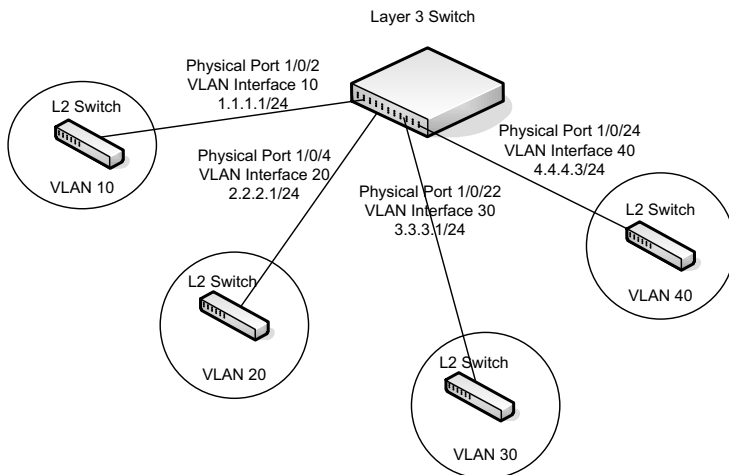 Layer 3 Switch
Physical Port 1/0/2
VLAN Interface 10
1.1.1.1/24
L2 Switch
VLAN 10
Physical Port 1/0/4
VLAN Interface 20
2.2.2.1/24
L2 Switch
VLAN 20
Physical Port 1/0/22
VLAN Interface 30
3.3.3.1/24
L2 Switch
VLAN 30
Physical Port 1/0/24
VLAN Interface 40
4.4.4.3/24
L2 Switch
VLAN 40